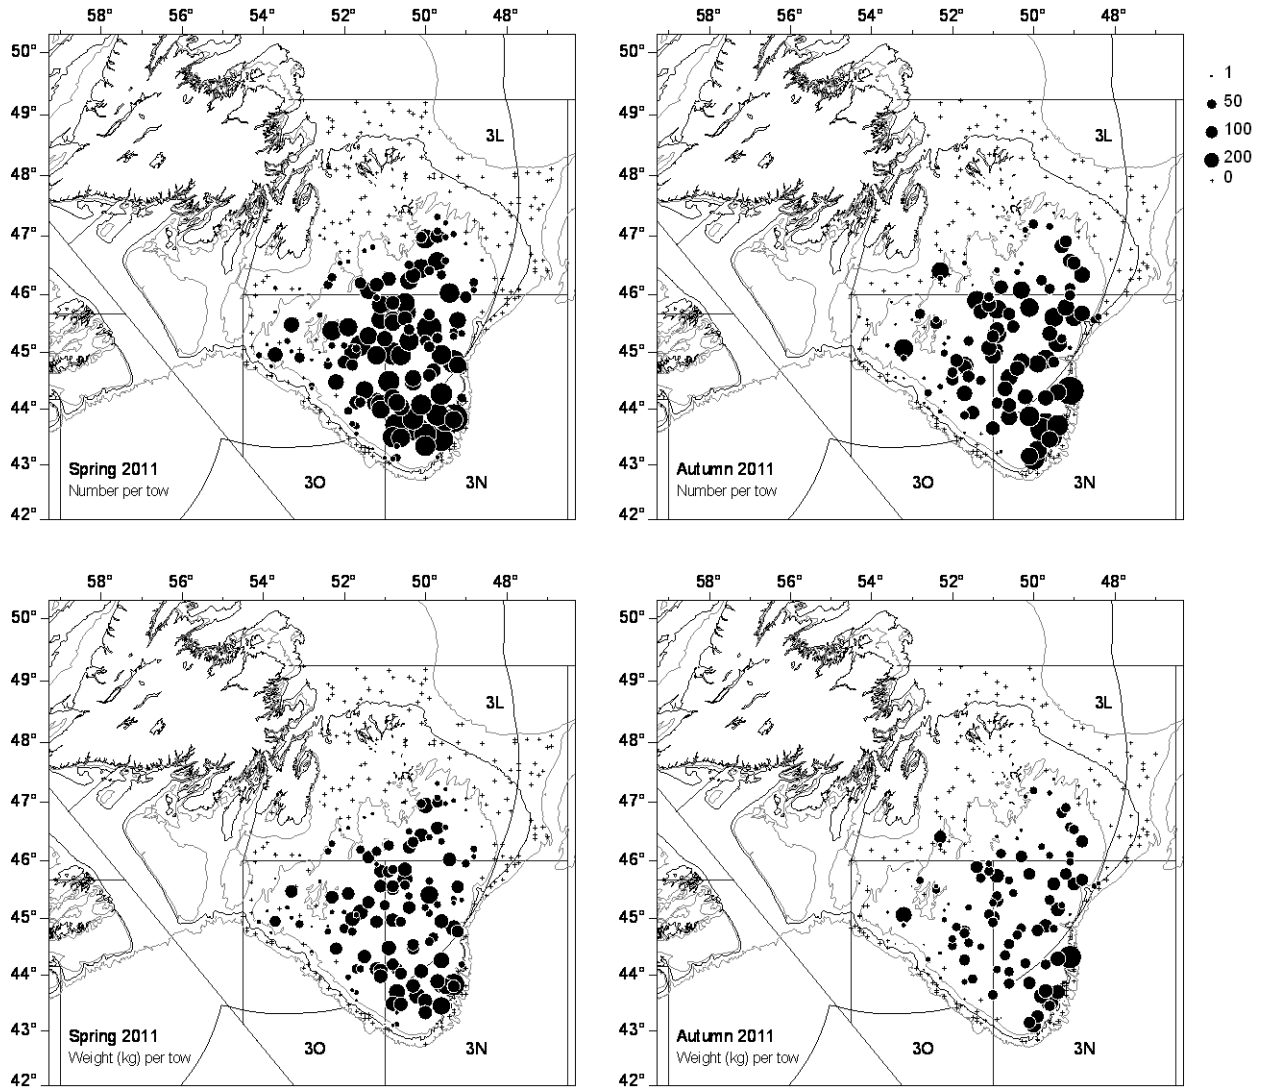 58° 56° 54° 52° 50° 48°
58° 56° 54° 52° 50° 48°
50°
49°
48°
47°
46°
45°
44°
43°
42°
3L
Spring 2011
Number per tow
3O
3N
50°
49°
48°
47°
46°
45°
44°
43°
42°
3L
Autumn 2011
Number per tow
3O
3N
1
50
100
200
0
58° 56° 54° 52° 50° 48°
58° 56° 54° 52° 50° 48°
50°
49°
48°
47°
46°
45°
44°
43°
42°
3L
Spring 2011
Weight (kg) per tow
3O
3N
50°
49°
48°
47°
46°
45°
44°
43°
42°
3L
Autumn 2011
Weight (kg) per tow
3O
3N